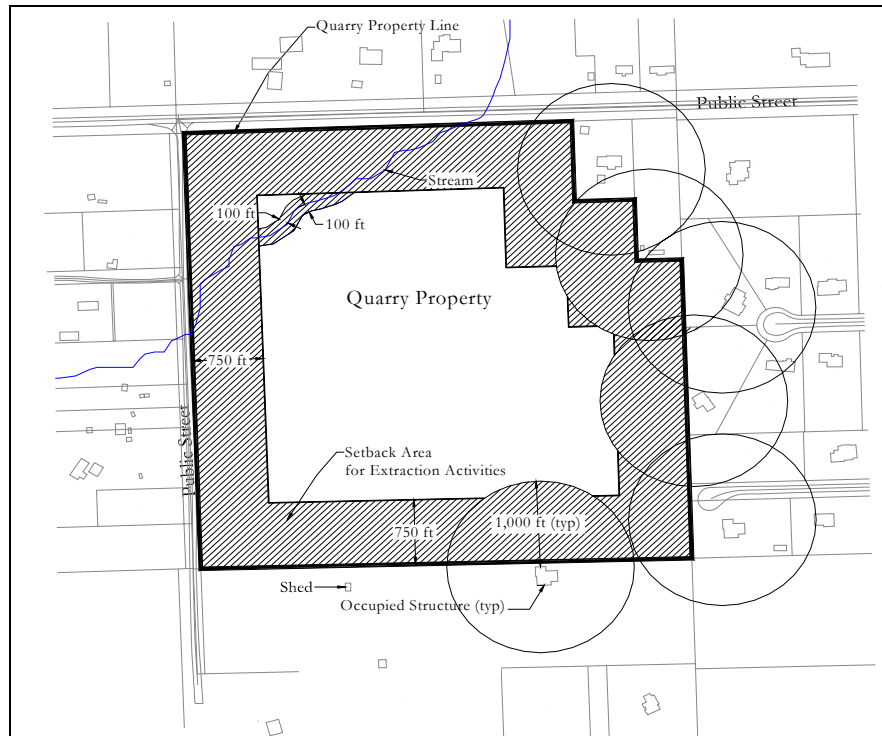 Quarry Property Line
Public Street
Stream
100 ft
100 ft
Quarry Property
750 ft
Public Street
Setback Area
for Extraction Activities
750 ft
1,000 ft (typ)
Shed
Occupied Structure (typ)